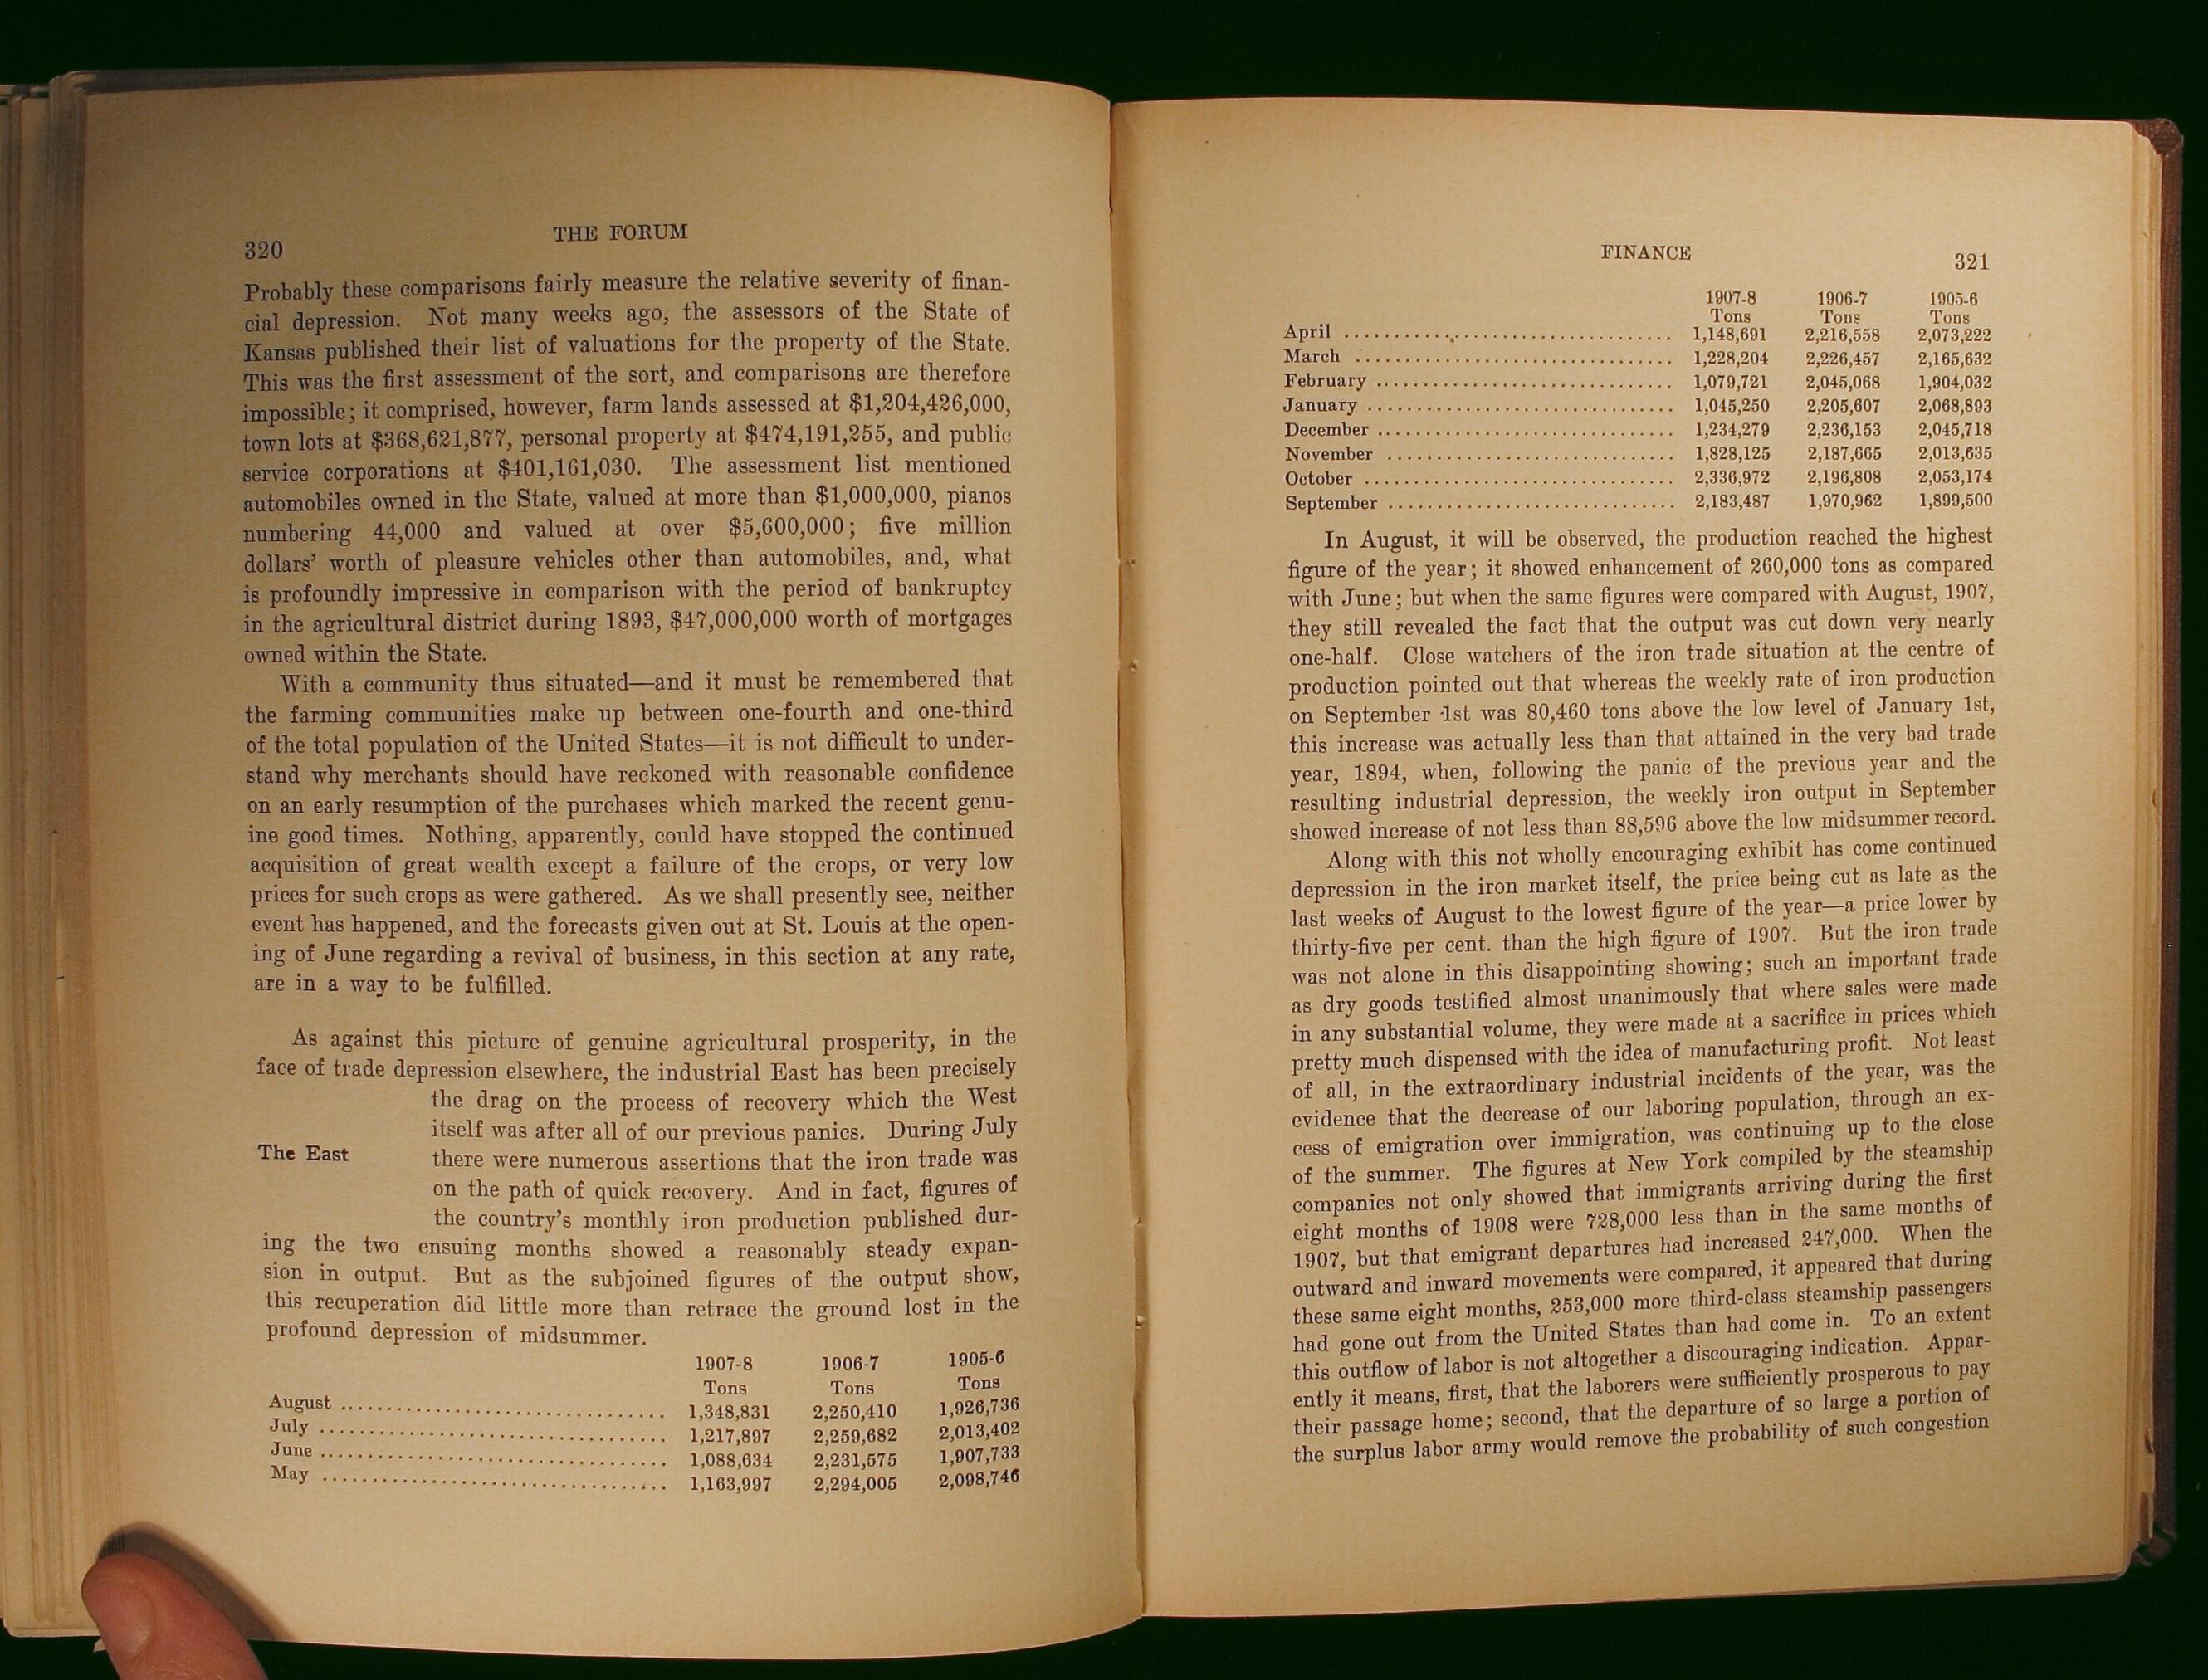 320
THE FORUM
Probably these comparisons fairly measure the relative severity of finan-
cial depression. Not many weeks ago, the assessors of the State of
Kansas published their list of valuations for the property of the State.
This was the first assessment of the sort, and comparisons are therefore
impossible; it comprised, however, farm lands assessed at $1,204,426,000,
town lots at $368,621,877, personal property at $474,191,255, and public
service corporations at $401,161,030. The assessment list mentioned
automobiles owned in the State, valued at more than $1,000,000, pianos
numbering 44,000 and valued at over $5,600,000; five million
dollars' worth of pleasure vehicles other than automobiles, and, what
is profoundly impressive in comparison with the period of bankruptcy
in the agricultural district during 1893, $47,000,000 worth of mortgages
owned within the State.
With a community thus situated—and it must be remembered that
the farming communities make up between one-fourth and one-third
of the total population of the United States—it is not difficult to under-
stand why merchants should have reckoned with reasonable confidence
on an early resumption of the purchases which marked the recent genu-
ine good times. Nothing, apparently, could have stopped the continued
acquisition of great wealth except a failure of the crops, or very low
prices for such crops as were gathered. As we shall presently see, neither
event has happened, and the forecasts given out at St. Louis at the open-
ing of June regarding a revival of business, in this section at any rate,
are in a way to be fulfilled.
As against this picture of genuine agricultural prosperity, in the
face of trade depression elsewhere, the industrial East has been precisely
the drag on the process of recovery which the West
itself was after all of our previous panics. During July
The East
there were numerous assertions that the iron trade was
on the path of quick recovery. And in fact, figures of
the country's monthly iron production published dur-
ing the two ensuing months showed a reasonably steady expan-
sion in output. But as the subjoined figures of the output show,
this recuperation did little more than retrace the ground lost in the
profound depression of midsummer.
1907-8 1906-7 1905-6
Tons Tons Tons
August ................................... 1,348,831 2,250,410 1,926,736
July ..................................... 1,217,897 2,259,682 2,013,402
June ..................................... 1,088,634 2,231,575 1,907,733
May ..................................... 1,163,997 2,294,005 2,098,746
FINANCE
321
1907-8 1906-7 1905-6
Tons Tons Tons
April ................................. 1,148,691 2,216,558 2,073,222
March ................................ 1,228,204 2,226,457 2,165,632
February .............................. 1,079,721 2,045,068 1,904,032
January ............................... 1,045,250 2,205,607 2,068,893
December .............................. 1,234,279 2,236,153 2,045,718
November ............................. 1,828,125 2,187,665 2,013,635
October ............................... 2,336,972 2,196,808 2,053,174
September ............................. 2,183,487 1,970,962 1,899,500
In August, it will be observed, the production reached the highest
figure of the year; it showed enhancement of 260,000 tons as compared
with June; but when the same figures were compared with August, 1907,
they still revealed the fact that the output was cut down very nearly
one-half. Close watchers of the iron trade situation at the centre of
production pointed out that whereas the weekly rate of iron production
on September 1st was 80,460 tons above the low level of January 1st,
this increase was actually less than that attained in the very bad trade
year, 1894, when, following the panic of the previous year and the
resulting industrial depression, the weekly iron output in September
showed increase of not less than 88,596 above the low midsummer record.
Along with this not wholly encouraging exhibit has come continued
depression in the iron market itself, the price being cut as late as the
last weeks of August to the lowest figure of the year—a price lower by
thirty-five per cent. than the high figure of 1907. But the iron trade
was not alone in this disappointing showing; such an important trade
as dry goods testified almost unanimously that where sales were made
in any substantial volume, they were made at a sacrifice in prices which
pretty much dispensed with the idea of manufacturing profit. Not least
of all, in the extraordinary industrial incidents of the year, was the
evidence that the decrease of our laboring population, through an ex-
cess of emigration over immigration, was continuing up to the close
of the summer. The figures at New York compiled by the steamship
companies not only showed that immigrants arriving during the first
eight months of 1908 were 728,000 less than in the same months of
1907, but that emigrant departures had increased 247,000. When the
outward and inward movements were compared, it appeared that during
these same eight months, 253,000 more third-class steamship passengers
had gone out from the United States than had come in. To an extent
this outflow of labor is not altogether a discouraging indication. Appar-
ently it means, first, that the laborers were sufficiently prosperous to pay
their passage home; second, that the departure of so large a portion of
the surplus labor army would remove the probability of such congestion